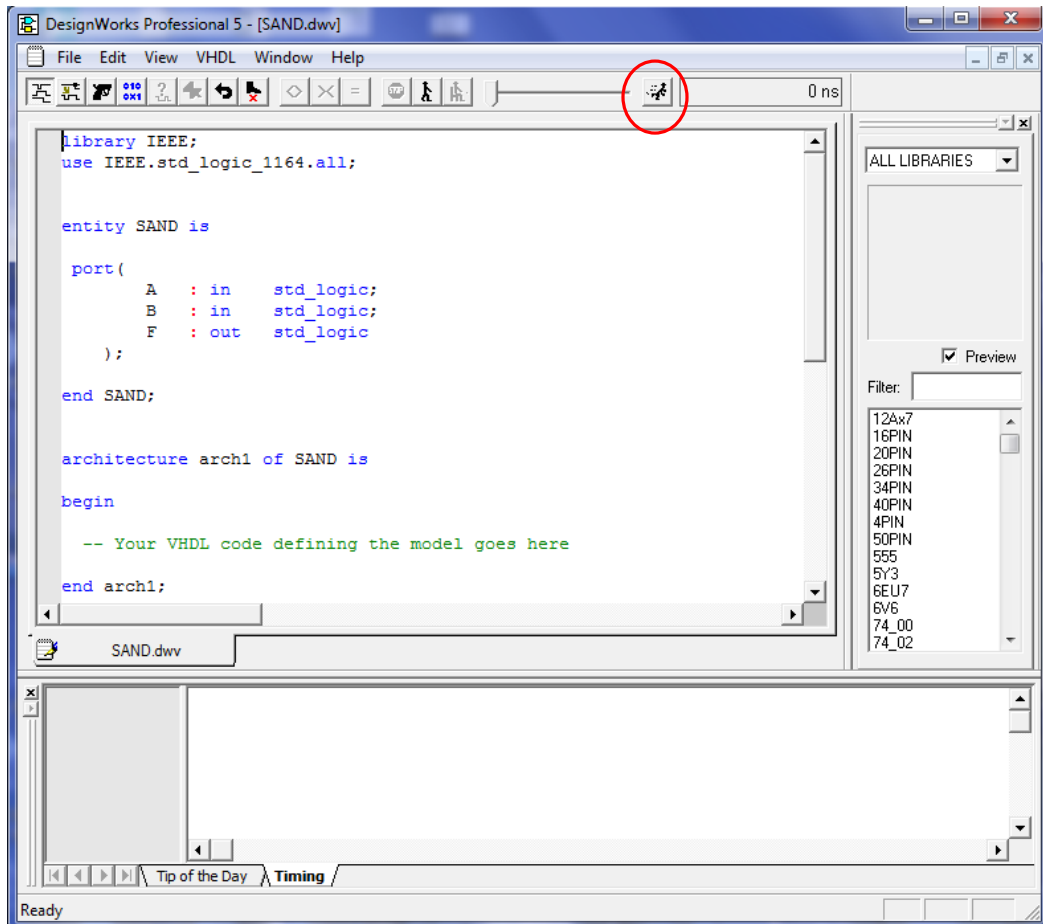 DesignWorks Professional 5 - [SAND.dwv]
File Edit View VHDL Window Help
0 ns
library IEEE;
use IEEE.std_logic_1164.all;
entity SAND is
port(
A : in std_logic;
B : in std_logic;
F : out std_logic
);
end SAND;
architecture arch1 of SAND is
begin
-- Your VHDL code defining the model goes here
end arch1;
SAND.dwv
ALL LIBRARIES
Preview
Filter:
12Ax7
16PIN
20PIN
26PIN
34PIN
40PIN
4PIN
50PIN
555
5Y3
6EU7
6V6
74_00
74_02
Tip of the Day Timing
Ready